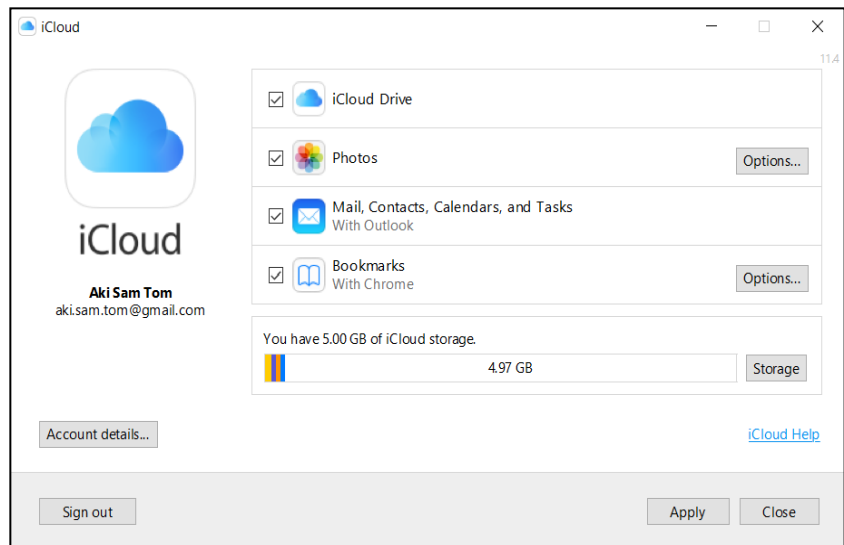 iCloud
11.4
iCloud
Aki Sam Tom
aki.sam.tom@gmail.com
iCloud Drive
Photos
Options...
Mail, Contacts, Calendars, and Tasks
With Outlook
Bookmarks
With Chrome
Options...
You have 5.00 GB of iCloud storage.
4.97 GB
Storage
Account details...
iCloud Help
Sign out
Apply
Close